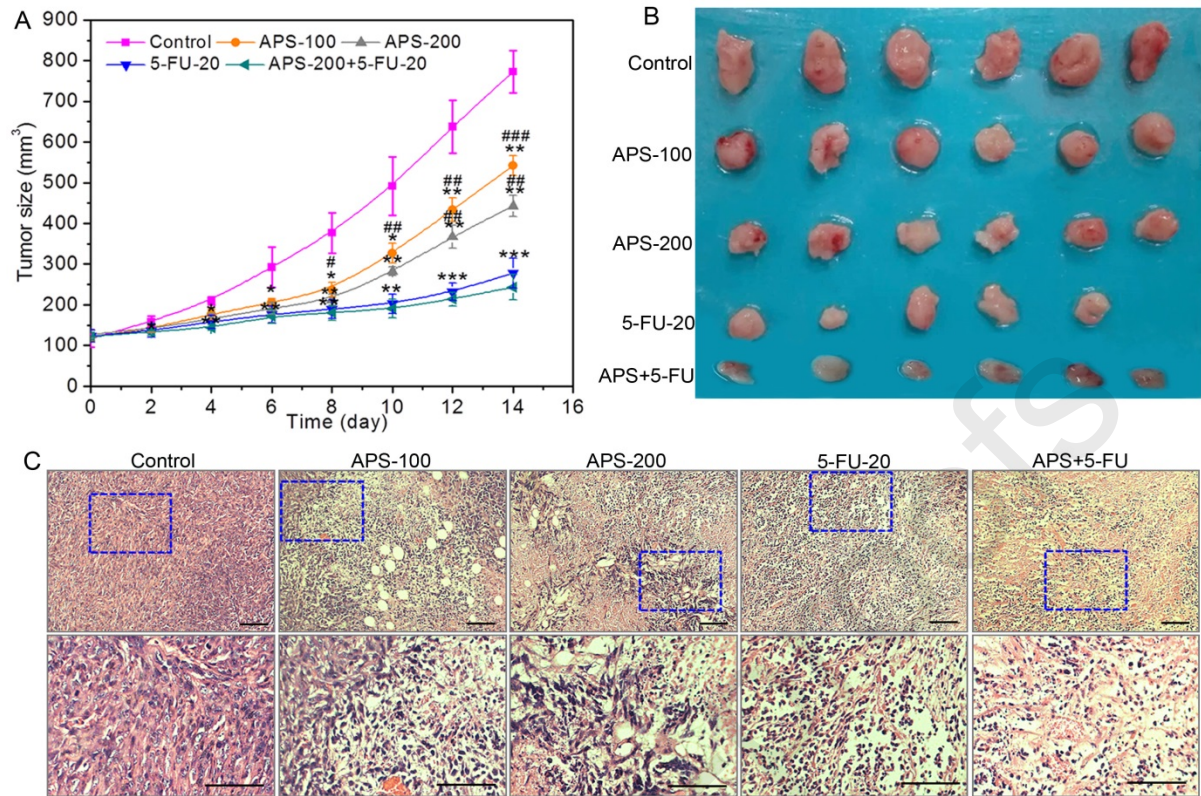 A
Tumor size (mm³)
900
800
700
600
500
400
300
200
100
0
Control APS-100 APS-200
5-FU-20 APS-200+5-FU-20
###
**
##
**
##
**
##
**
##
*
**
#
*
**
**
*
**
*
**
*
**
***
***
0 2 4 6 8 10 12 14 16
Time (day)
B
Control
APS-100
APS-200
5-FU-20
APS+5-FU
C
Control APS-100 APS-200 5-FU-20 APS+5-FU